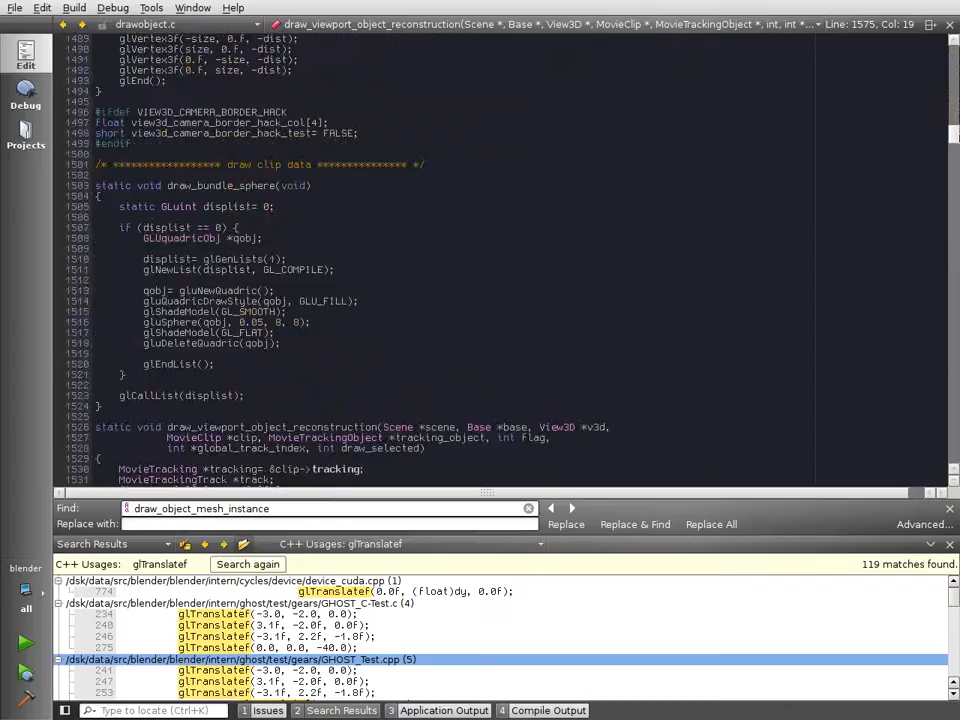 File Edit Build Debug Tools Window Help
drawobject.c draw_viewport_object_reconstruction(Scene *, Base *, View3D *, MovieClip *, MovieTrackingObject *, int, int *... Line: 1575, Col: 19
Edit
Debug
Projects
1489 glVertex3f(-size, 0.f, -dist);
1490 glVertex3f(size, 0.f, -dist);
1491 glVertex3f(0.f, -size, -dist);
1492 glVertex3f(0.f, size, -dist);
1493 glEnd();
1494 }
1495
1496 #ifdef VIEW3D_CAMERA_BORDER_HACK
1497 float view3d_camera_border_hack_col[4];
1498 short view3d_camera_border_hack_test= FALSE;
1499 #endif
1500
1501 /* ****************** draw clip data *************** */
1502
1503 static void draw_bundle_sphere(void)
1504 {
1505 static GLuint displist= 0;
1506
1507 if (displist == 0) {
1508 GLUquadricObj *qobj;
1509
1510 displist= glGenLists(1);
1511 glNewList(displist, GL_COMPILE);
1512
1513 qobj= gluNewQuadric();
1514 gluQuadricDrawStyle(qobj, GLU_FILL);
1515 glShadeModel(GL_SMOOTH);
1516 gluSphere(qobj, 0.05, 8, 8);
1517 glShadeModel(GL_FLAT);
1518 gluDeleteQuadric(qobj);
1519
1520 glEndList();
1521 }
1522
1523 glCallList(displist);
1524 }
1525
1526 static void draw_viewport_object_reconstruction(Scene *scene, Base *base, View3D *v3d,
1527 MovieClip *clip, MovieTrackingObject *tracking_object, int flag,
1528 int *global_track_index, int draw_selected)
1529 {
1530 MovieTracking *tracking= &clip->tracking;
1531 MovieTrackingTrack *track;
Find: draw_object_mesh_instance
Replace with: Replace Replace & Find Replace All Advanced...
Search Results C++ Usages: glTranslatef
C++ Usages: glTranslatef Search again 119 matches found.
/dsk/data/src/blender/blender/intern/cycles/device/device_cuda.cpp (1)
774 glTranslatef(0.0f, (float)dy, 0.0f);
/dsk/data/src/blender/blender/intern/ghost/test/gears/GHOST_C-Test.c (4)
234 glTranslatef(-3.0, -2.0, 0.0);
240 glTranslatef(3.1f, -2.0f, 0.0f);
246 glTranslatef(-3.1f, 2.2f, -1.8f);
275 glTranslatef(0.0, 0.0, -40.0);
/dsk/data/src/blender/blender/intern/ghost/test/gears/GHOST_Test.cpp (5)
241 glTranslatef(-3.0, -2.0, 0.0);
247 glTranslatef(3.1f, -2.0f, 0.0f);
253 glTranslatef(-3.1f, 2.2f, -1.8f);
blender
all
Type to locate (Ctrl+K) 1 Issues 2 Search Results 3 Application Output 4 Compile Output